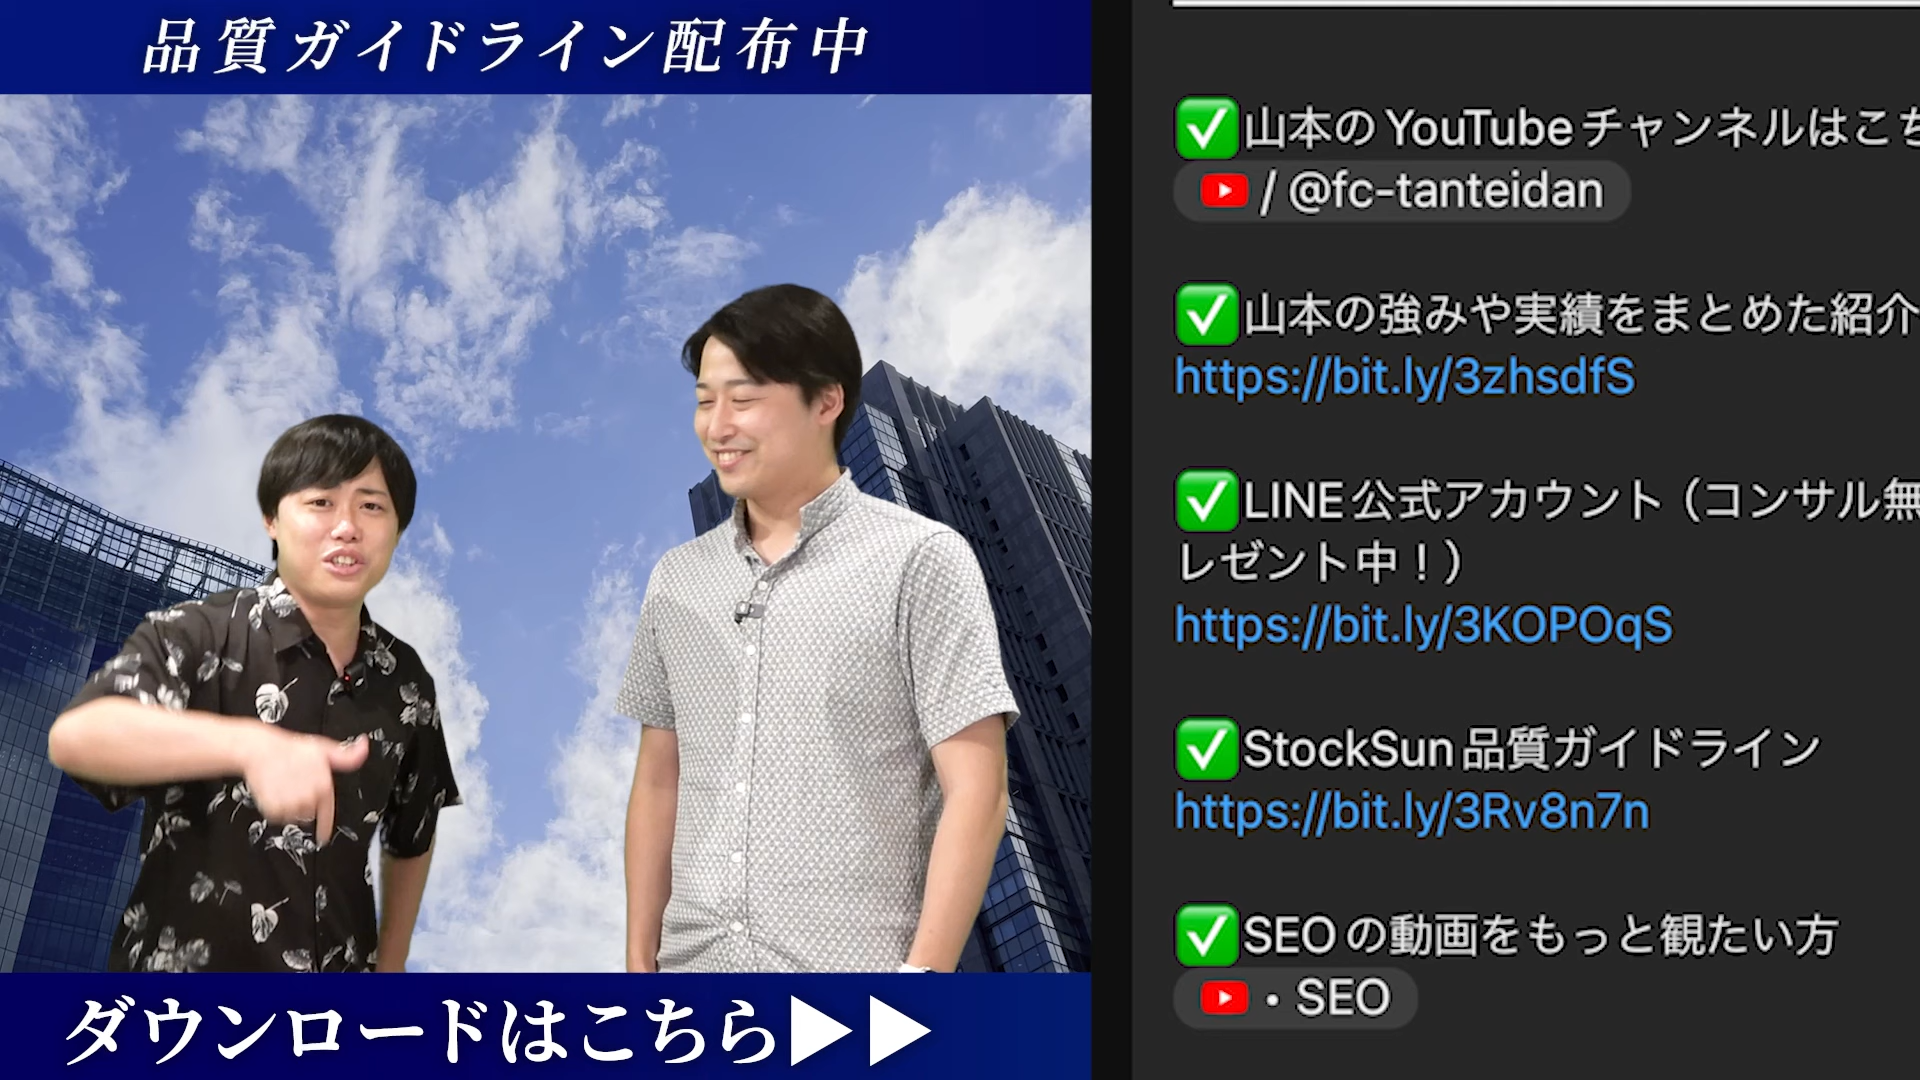 品質ガイドライン配布中
ダウンロードはこちら▶▶
✅山本のYouTubeチャンネルはこち
/ @fc-tanteidan
✅山本の強みや実績をまとめた紹介
https://bit.ly/3zhsdfS
✅LINE公式アカウント（コンサル無
レゼント中！）
https://bit.ly/3KOPOqS
✅StockSun品質ガイドライン
https://bit.ly/3Rv8n7n
✅SEOの動画をもっと観たい方
• SEO